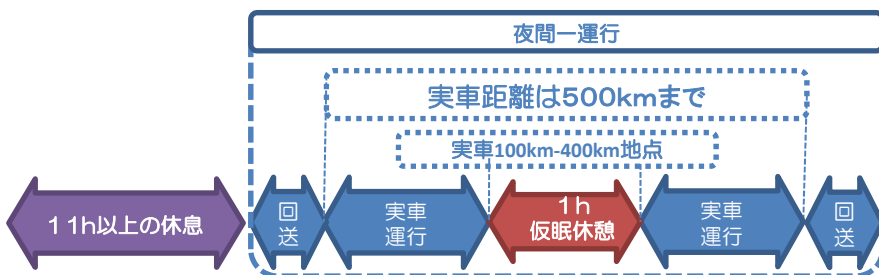 夜間一運行
実車距離は500kmまで
実車100km-400km地点
11h以上の休息
回
送
実車
運行
1h
仮眠休憩
実車
運行
回
送